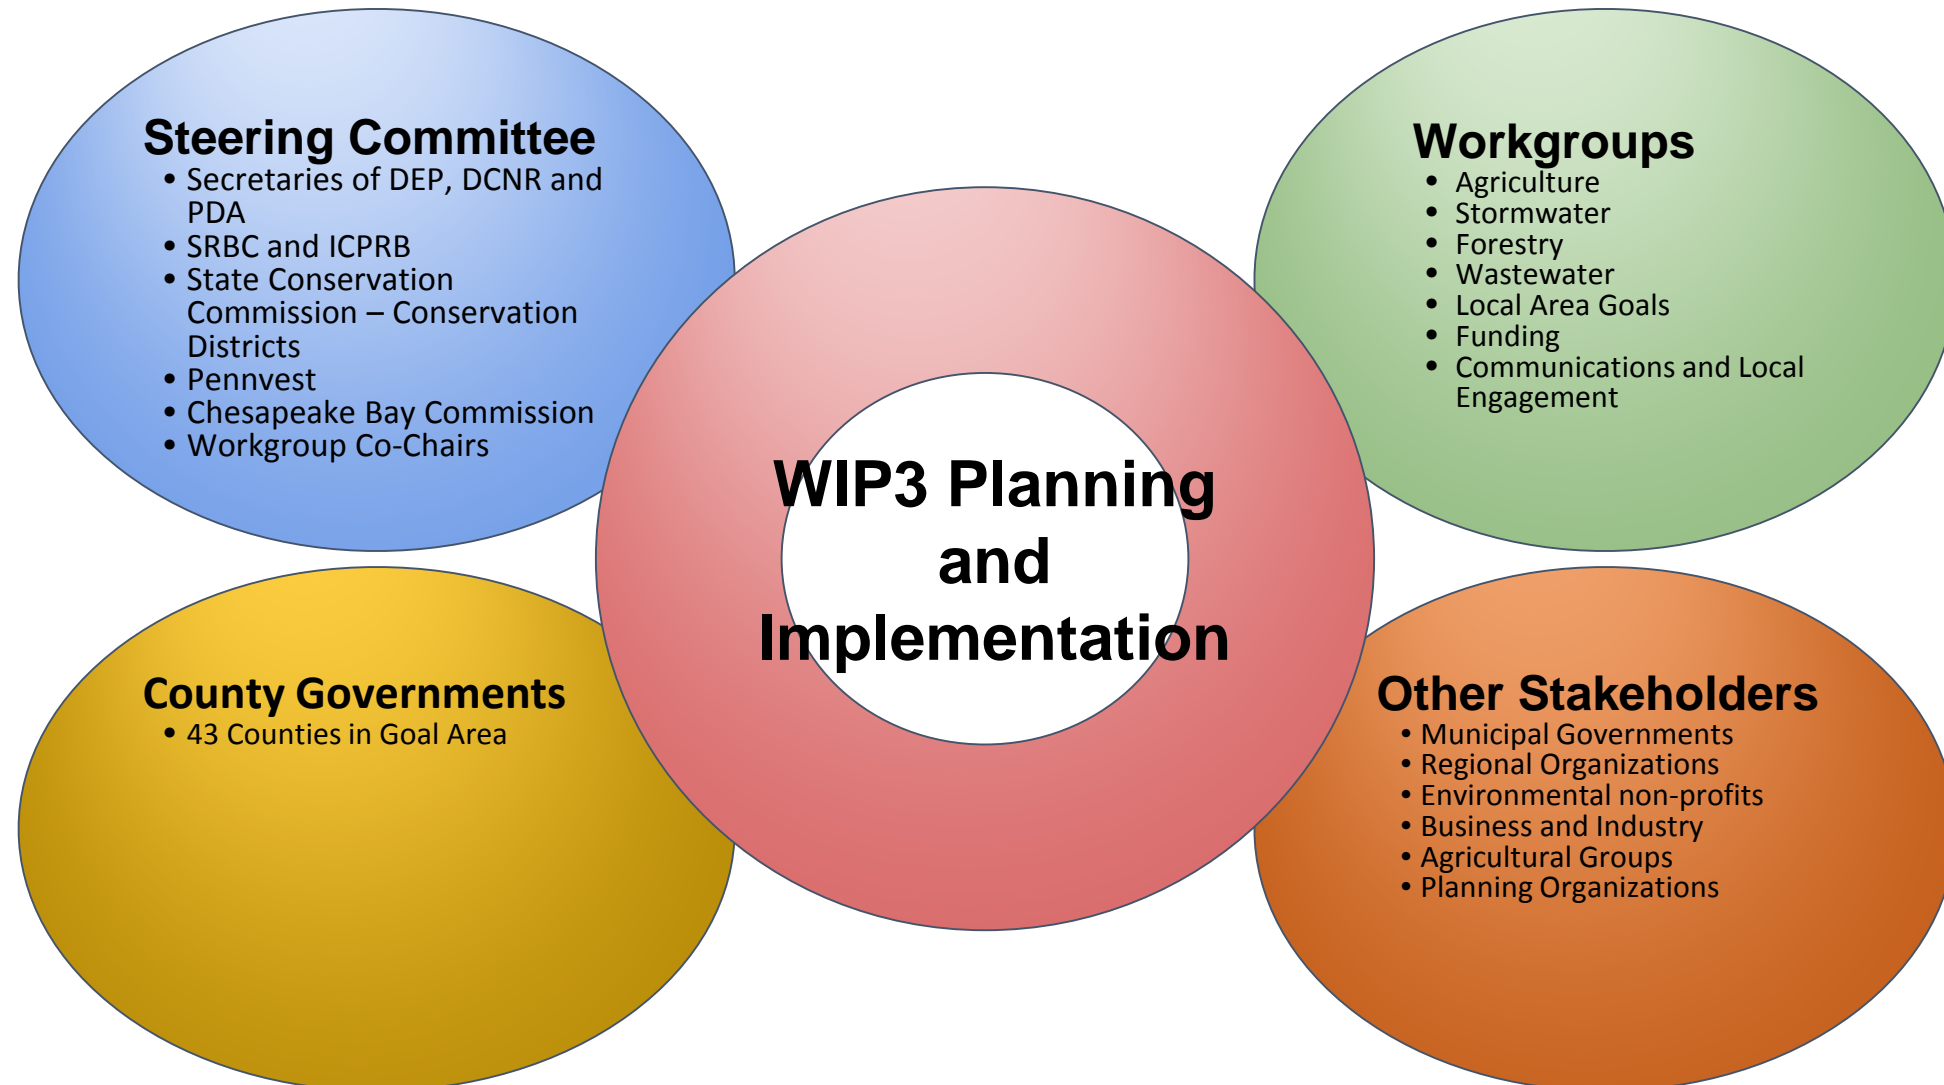 Steering Committee
• Secretaries of DEP, DCNR and
PDA
• SRBC and ICPRB
• State Conservation
Commission – Conservation
Districts
• Pennvest
• Chesapeake Bay Commission
• Workgroup Co-Chairs
Workgroups
• Agriculture
• Stormwater
• Forestry
• Wastewater
• Local Area Goals
• Funding
• Communications and Local
Engagement
WIP3 Planning
and
Implementation
County Governments
• 43 Counties in Goal Area
Other Stakeholders
• Municipal Governments
• Regional Organizations
• Environmental non-profits
• Business and Industry
• Agricultural Groups
• Planning Organizations